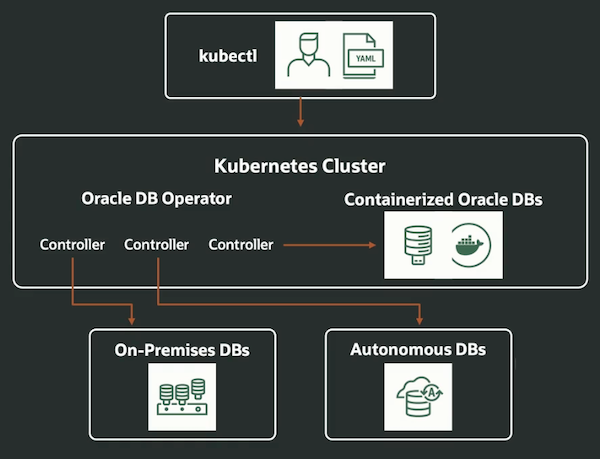 kubectl
YAML
Kubernetes Cluster
Oracle DB Operator
Containerized Oracle DBs
Controller Controller Controller
On-Premises DBs
Autonomous DBs
A